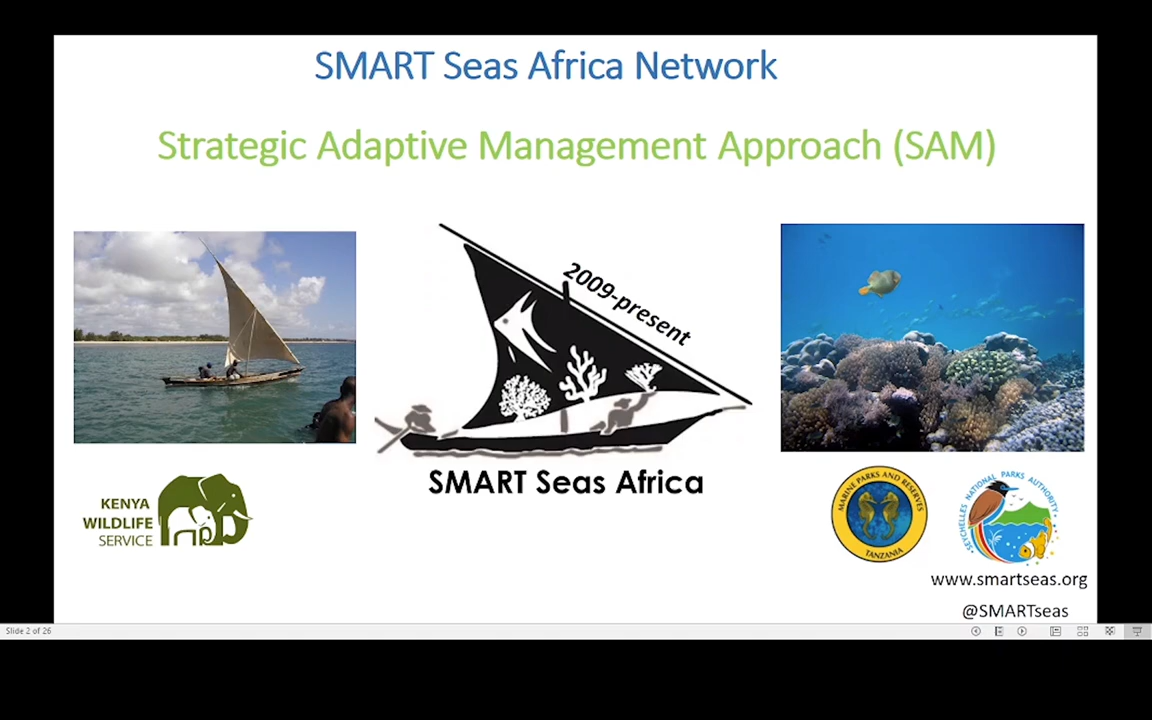 SMART Seas Africa Network
Strategic Adaptive Management Approach (SAM)
2009-present
SMART Seas Africa
KENYA
WILDLIFE
SERVICE
MARINE PARKS AND RESERVES
TANZANIA
SEYCHELLES NATIONAL PARKS AUTHORITY
www.smartseas.org
@SMARTseas
Slide 2 of 26